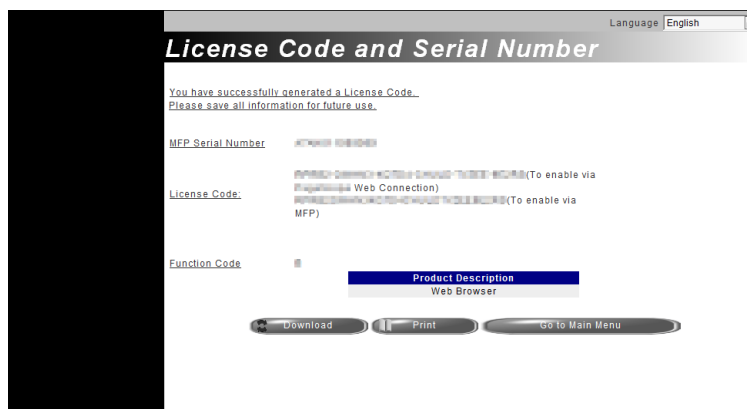 Language English
License Code and Serial Number
You have successfully generated a License Code.
Please save all information for future use.
MFP Serial Number
(To enable via
License Code: Web Connection)
(To enable via
MFP)
Function Code
Product Description
Web Browser
Download Print Go to Main Menu